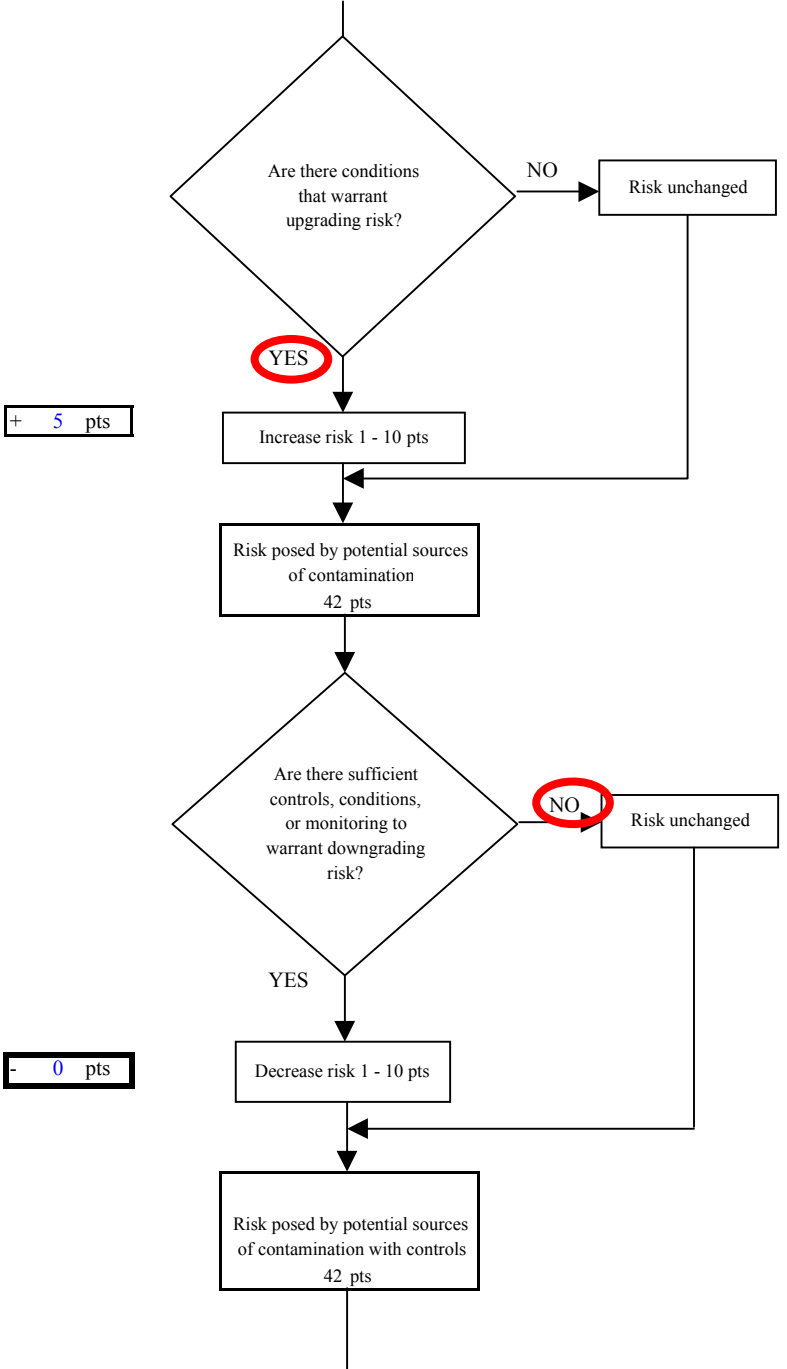 Are there conditions
that warrant
upgrading risk?
NO
Risk unchanged
YES
+ 5 pts
Increase risk 1 - 10 pts
Risk posed by potential sources
of contamination
42 pts
Are there sufficient
controls, conditions,
or monitoring to
warrant downgrading
risk?
NO
Risk unchanged
YES
- 0 pts
Decrease risk 1 - 10 pts
Risk posed by potential sources
of contamination with controls
42 pts